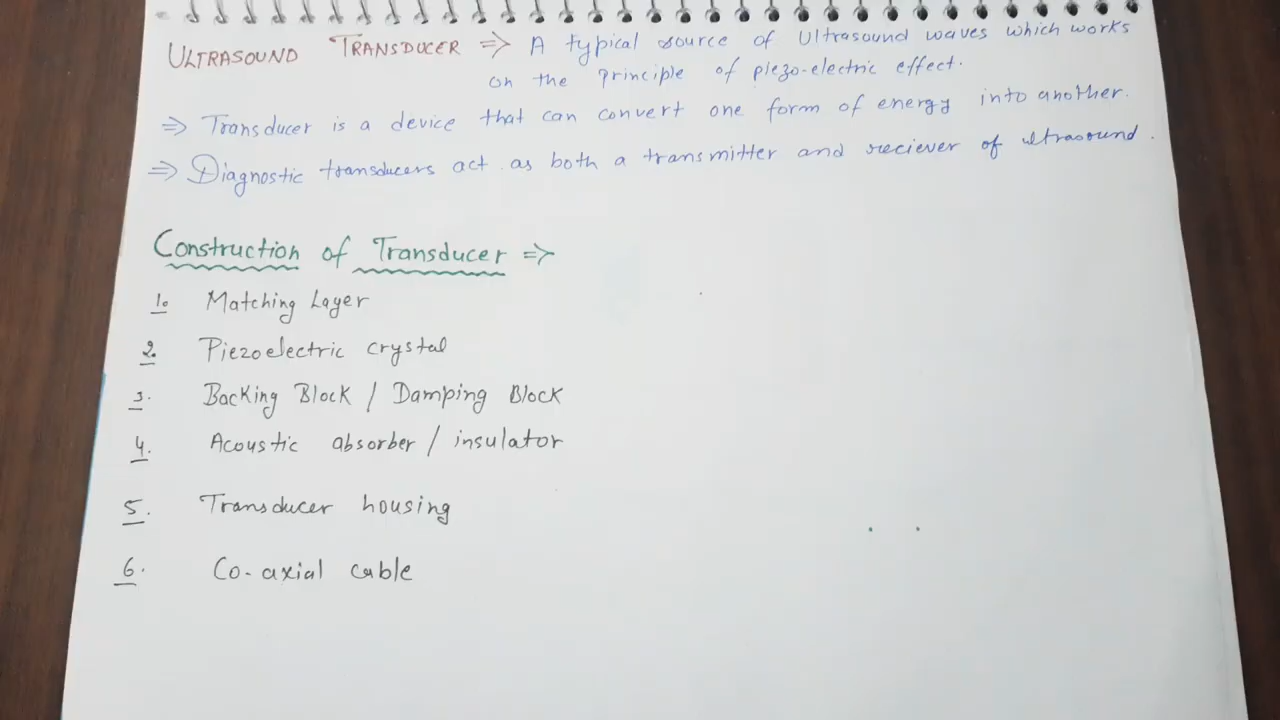 ULTRASOUND TRANSDUCER ⇒ A typical source of Ultrasound waves which works
on the principle of piezo-electric effect.
⇒ Transducer is a device that can convert one form of energy into another.
⇒ Diagnostic transducers act as both a transmitter and reciever of ultrasound.
Construction of Transducer ⇒
1. Matching Layer
2. Piezoelectric crystal
3. Backing Block / Damping Block
4. Acoustic absorber / insulator
5. Transducer housing
6. Co-axial cable